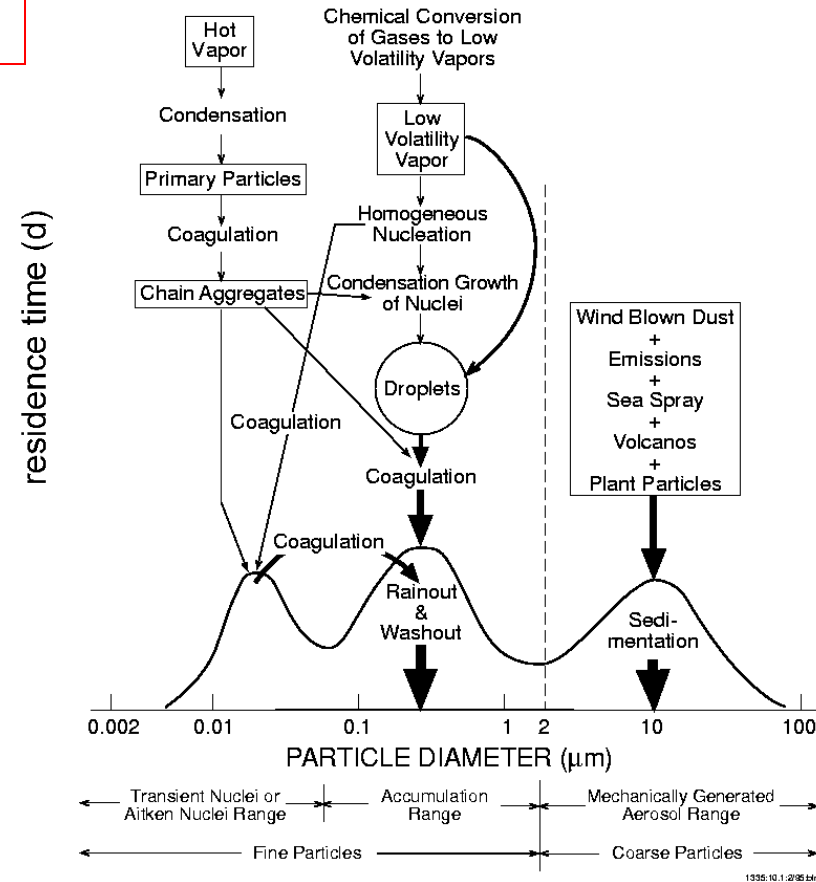 Hot
Vapor
Condensation
Primary Particles
Coagulation
Chain Aggregates
Chemical Conversion
of Gases to Low
Volatility Vapors
Low
Volatility
Vapor
Homogeneous
Nucleation
Condensation Growth
of Nuclei
Droplets
Coagulation
Coagulation
Coagulation
Rainout
&
Washout
Wind Blown Dust
+
Emissions
+
Sea Spray
+
Volcanos
+
Plant Particles
Sedi-
mentation
residence time (d)
0.002 0.01 0.1 1 2 10 100
PARTICLE DIAMETER (μm)
Transient Nuclei or
Aitken Nuclei Range
Accumulation
Range
Mechanically Generated
Aerosol Range
Fine Particles
Coarse Particles